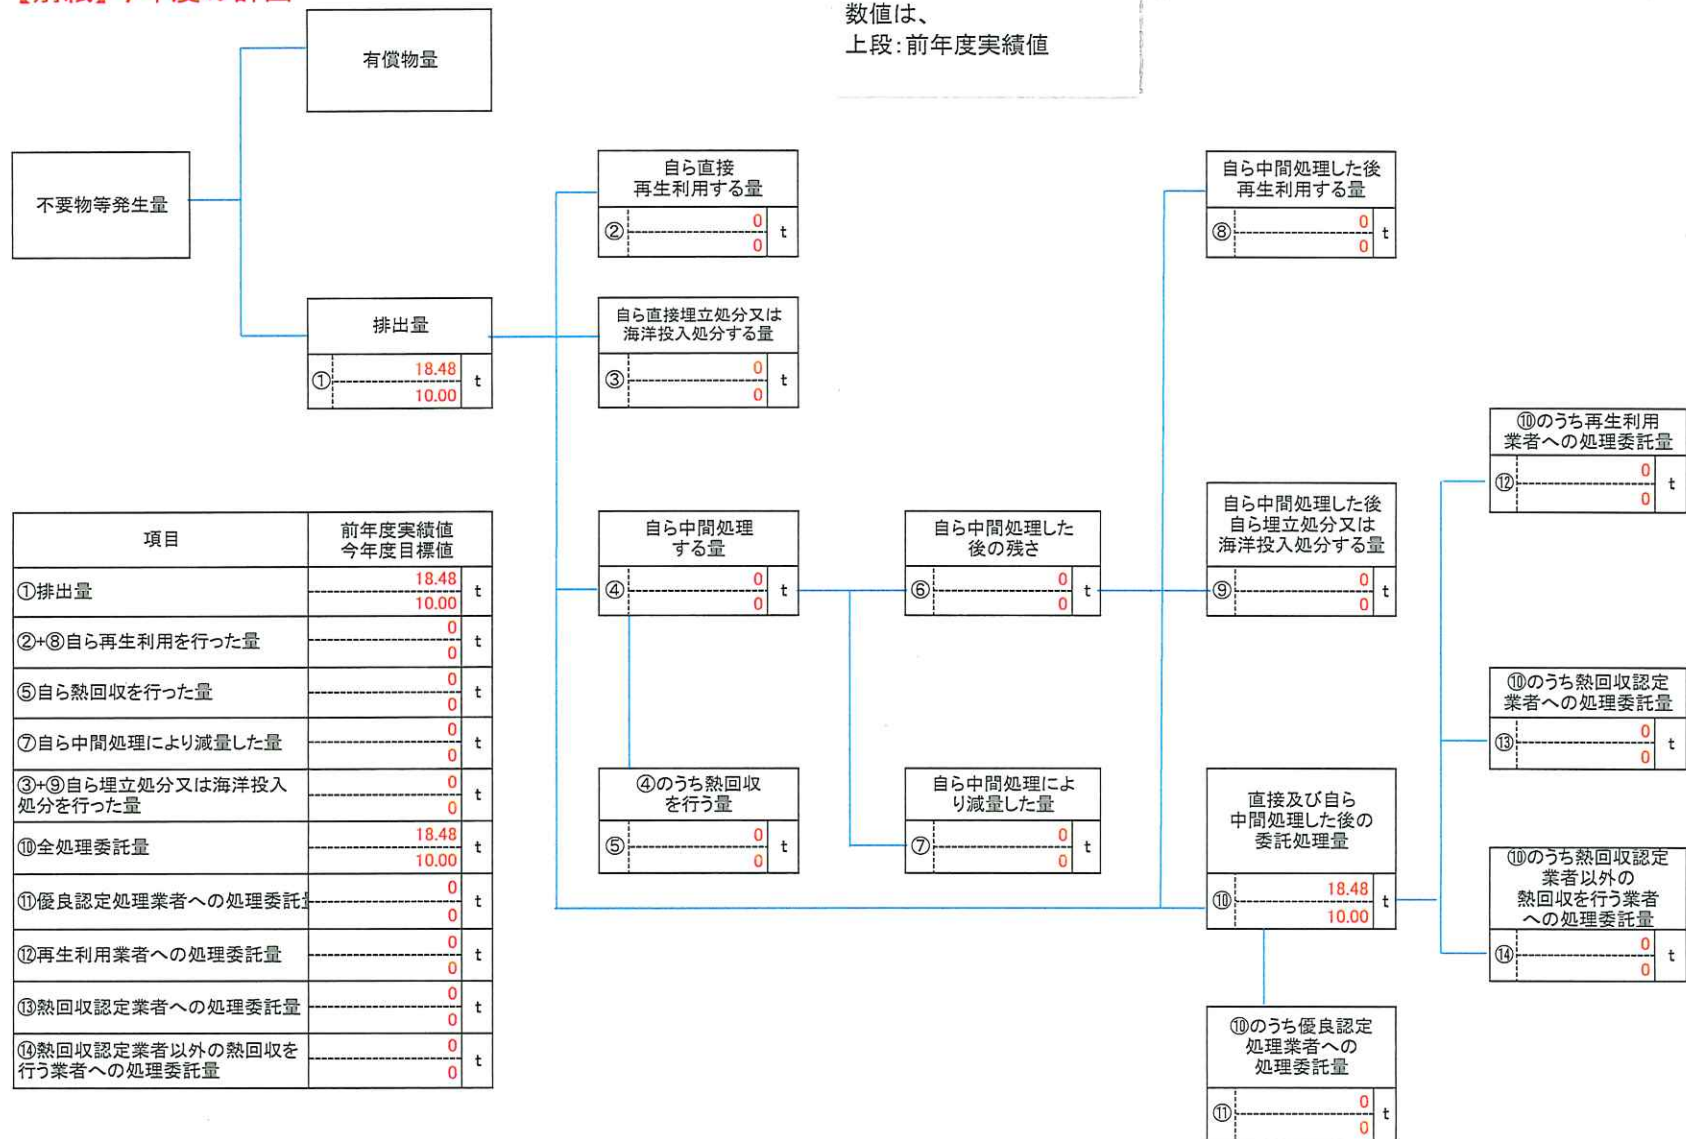 数値は、
上段：前年度実績値
有償物量
不要物等発生量
排出量
① 18.48 t
10.00
自ら直接
再生利用する量
② 0 t
0
自ら直接埋立処分又は
海洋投入処分する量
③ 0 t
0
自ら中間処理
する量
④ 0 t
0
④のうち熱回収
を行う量
⑤ 0 t
0
自ら中間処理した
後の残さ
⑥ 0 t
0
自ら中間処理によ
り減量した量
⑦ 0 t
0
自ら中間処理した後
再生利用する量
⑧ 0 t
0
自ら中間処理した後
自ら埋立処分又は
海洋投入処分する量
⑨ 0 t
0
直接及び自ら
中間処理した後の
委託処理量
⑩ 18.48 t
10.00
⑩のうち優良認定
処理業者への
処理委託量
⑪ 0 t
0
⑩のうち再生利用
業者への処理委託量
⑫ 0 t
0
⑩のうち熱回収認定
業者への処理委託量
⑬ 0 t
0
⑩のうち熱回収認定
業者以外の
熱回収を行う業者
への処理委託量
⑭ 0 t
0
項目 前年度実績値
今年度目標値
①排出量 18.48 t
10.00
②+⑧自ら再生利用を行った量 0 t
0
⑤自ら熱回収を行った量 0 t
0
⑦自ら中間処理により減量した量 0 t
0
③+⑨自ら埋立処分又は海洋投入
処分を行った量 0 t
0
⑩全処理委託量 18.48 t
10.00
⑪優良認定処理業者への処理委託 0 t
0
⑫再生利用業者への処理委託量 0 t
0
⑬熱回収認定業者への処理委託量 0 t
0
⑭熱回収認定業者以外の熱回収を
行う業者への処理委託量 0 t
0